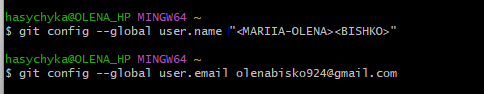 hasychyka@OLENA_HP MINGW64 ~
$ git config --global user.name "<MARIIA-OLENA><BISHKO>"
hasychyka@OLENA_HP MINGW64 ~
$ git config --global user.email olenabisko924@gmail.com